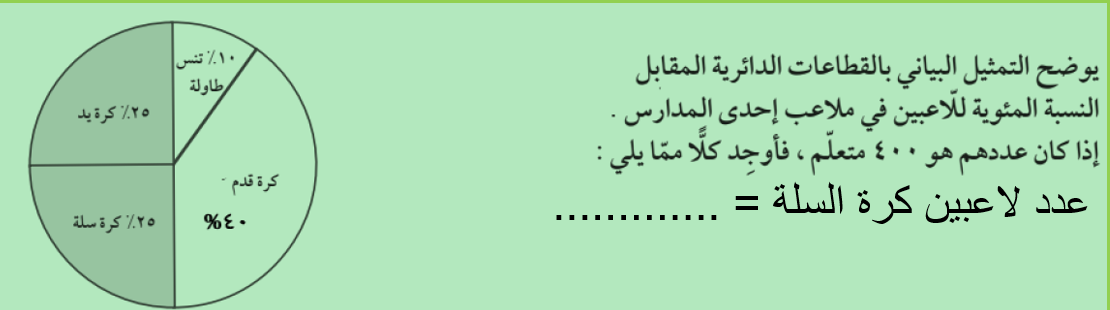 يوضح التمثيل البياني بالقطاعات الدائرية المقابل
النسبة المئوية للّاعبين في ملاعب إحدى المدارس .
إذا كان عددهم هو ٤٠٠ متعلّم ، فأوجِد كلًّا ممّا يلي :
عدد لاعبين كرة السلة = .............
١٠٪ تنس
طاولة
٢٥٪ كرة يد
كرة قدم
٤٠%
٢٥٪ كرة سلة